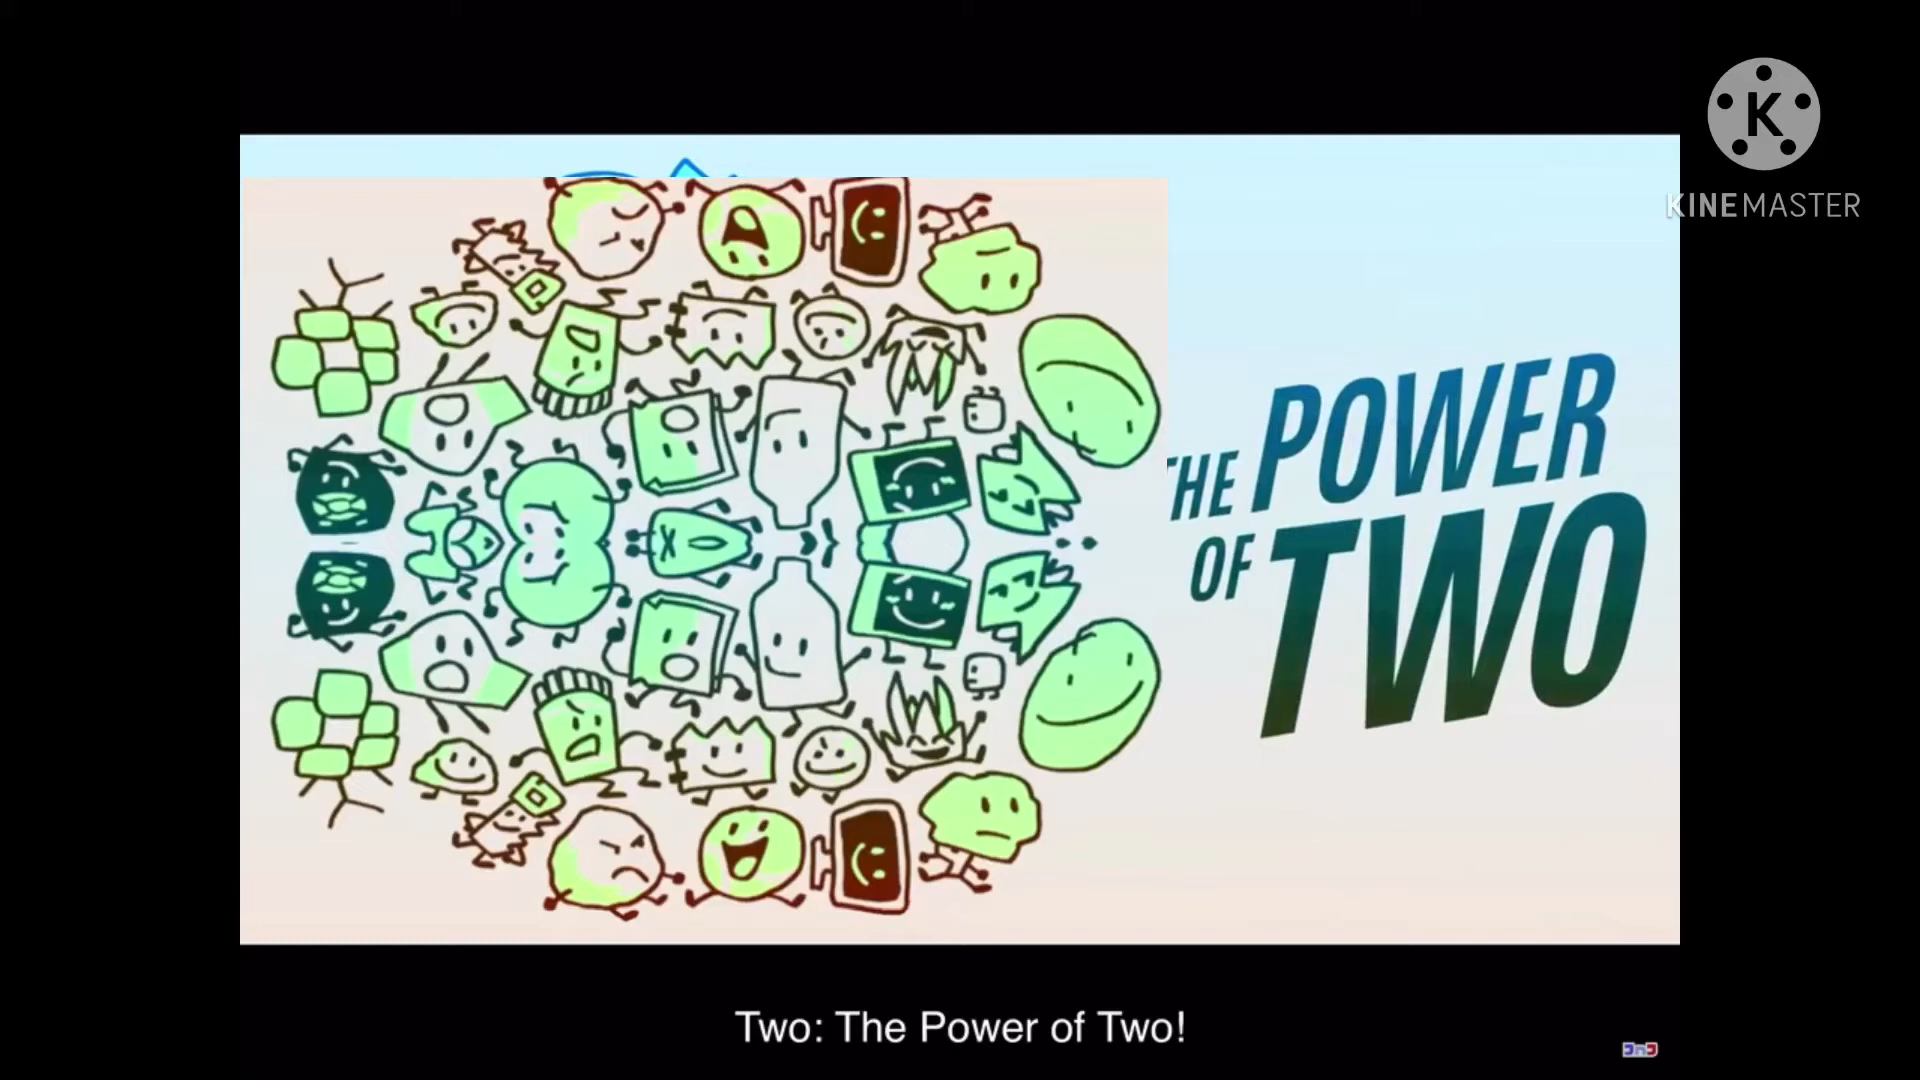 K
KINEMASTER
THE POWER
OF TWO
Two: The Power of Two!